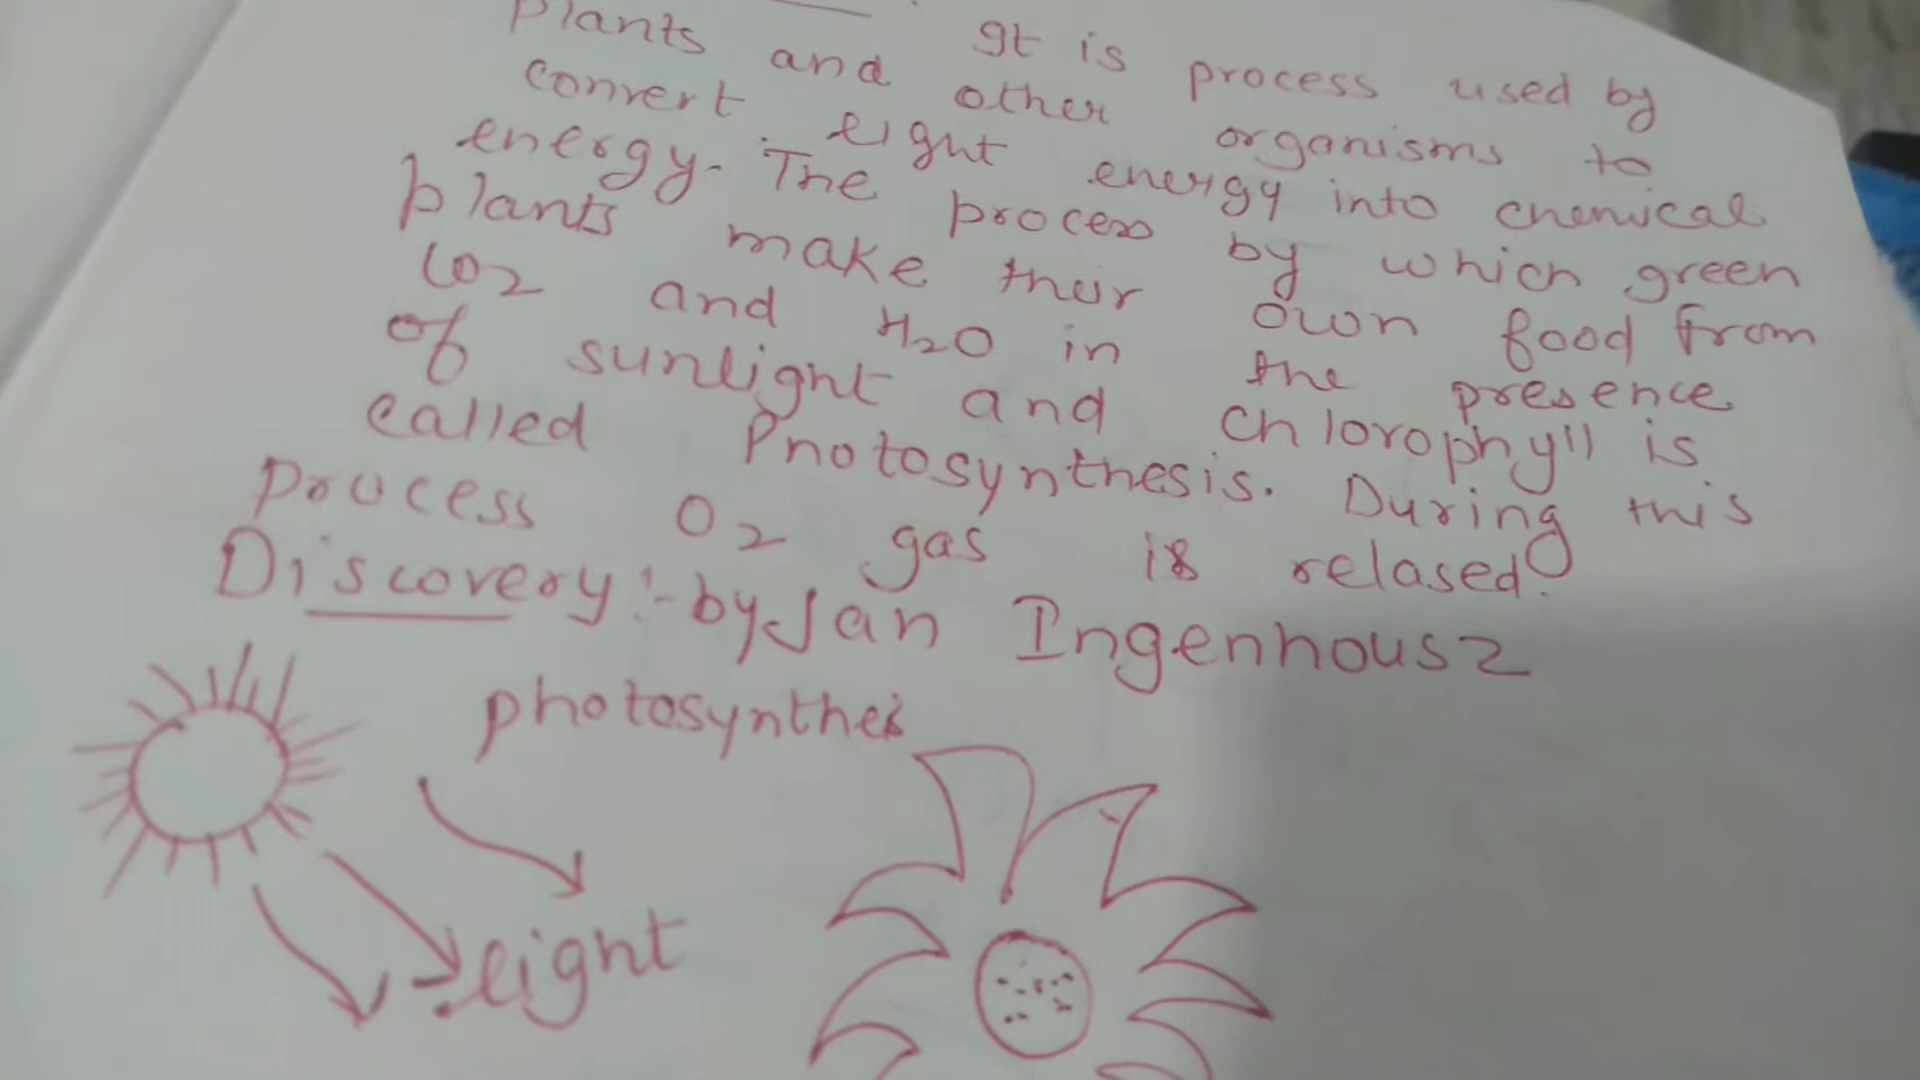 It is process used by
plants and other organisms to
convert light energy into chemical
energy. The process by which green
plants make their own food from
CO2 and H2O in the presence
of sunlight and chlorophyll is
called Photosynthesis. During this
process O2 gas is relased.
Discovery:- by Jan Ingenhousz
photosynthesis
light